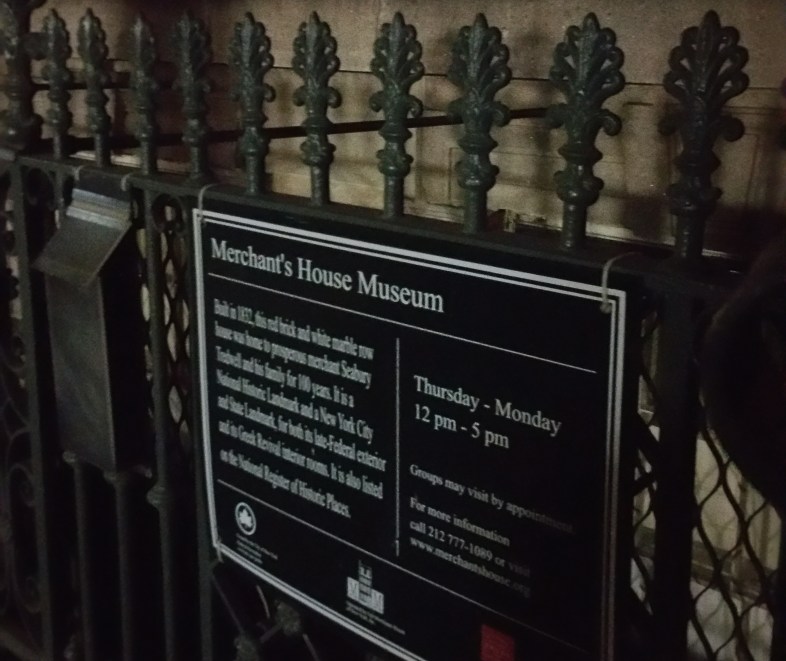 Merchant's House Museum
Built in 1832, this red brick and white marble row
house was home to prosperous merchant Seabury
Tredwell and his family for 100 years. It is a
National Historic Landmark and a New York City
and State Landmark, for both its late-Federal exterior
and its Greek Revival interior rooms. It is also listed
on the National Register of Historic Places.
Thursday - Monday
12 pm - 5 pm
Groups may visit by appointment.
For more information
call 212 777-1089 or visit
www.merchantshouse.org